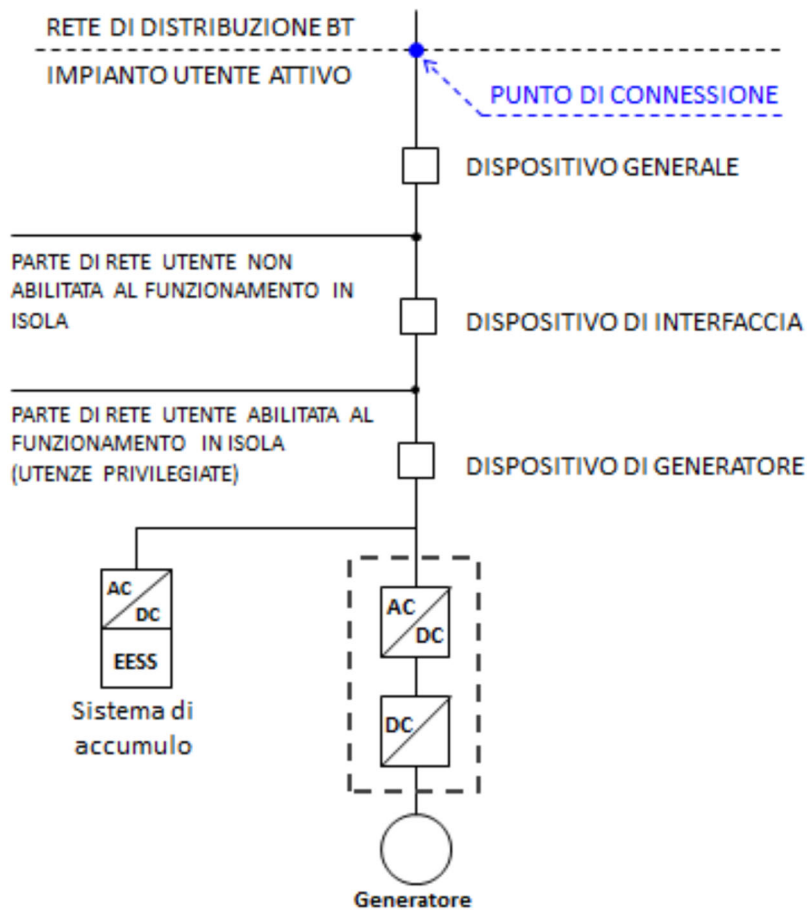 RETE DI DISTRIBUZIONE BT
IMPIANTO UTENTE ATTIVO
PUNTO DI CONNESSIONE
DISPOSITIVO GENERALE
PARTE DI RETE UTENTE NON
ABILITATA AL FUNZIONAMENTO IN
ISOLA
DISPOSITIVO DI INTERFACCIA
PARTE DI RETE UTENTE ABILITATA AL
FUNZIONAMENTO IN ISOLA
(UTENZE PRIVILEGIATE)
DISPOSITIVO DI GENERATORE
AC
DC
EESS
Sistema di
accumulo
AC
DC
DC
Generatore